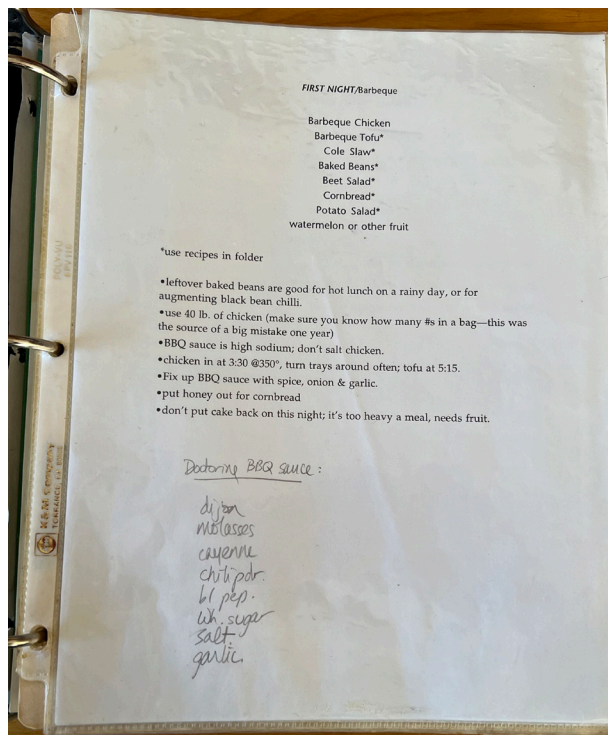 FIRST NIGHT/Barbeque
Barbeque Chicken
Barbeque Tofu*
Cole Slaw*
Baked Beans*
Beet Salad*
Cornbread*
Potato Salad*
watermelon or other fruit
*use recipes in folder
•leftover baked beans are good for hot lunch on a rainy day, or for
augmenting black bean chilli.
•use 40 lb. of chicken (make sure you know how many #s in a bag—this was
the source of a big mistake one year)
•BBQ sauce is high sodium; don't salt chicken.
•chicken in at 3:30 @350°, turn trays around often; tofu at 5:15.
•Fix up BBQ sauce with spice, onion & garlic.
•put honey out for cornbread
•don't put cake back on this night; it's too heavy a meal, needs fruit.
Doctoring BBQ sauce:
dijon
molasses
cayenne
chili pdr.
bl pep.
wh. sugar
salt
garlic
POLY-VU
K&M Company
TORRANCE, CA